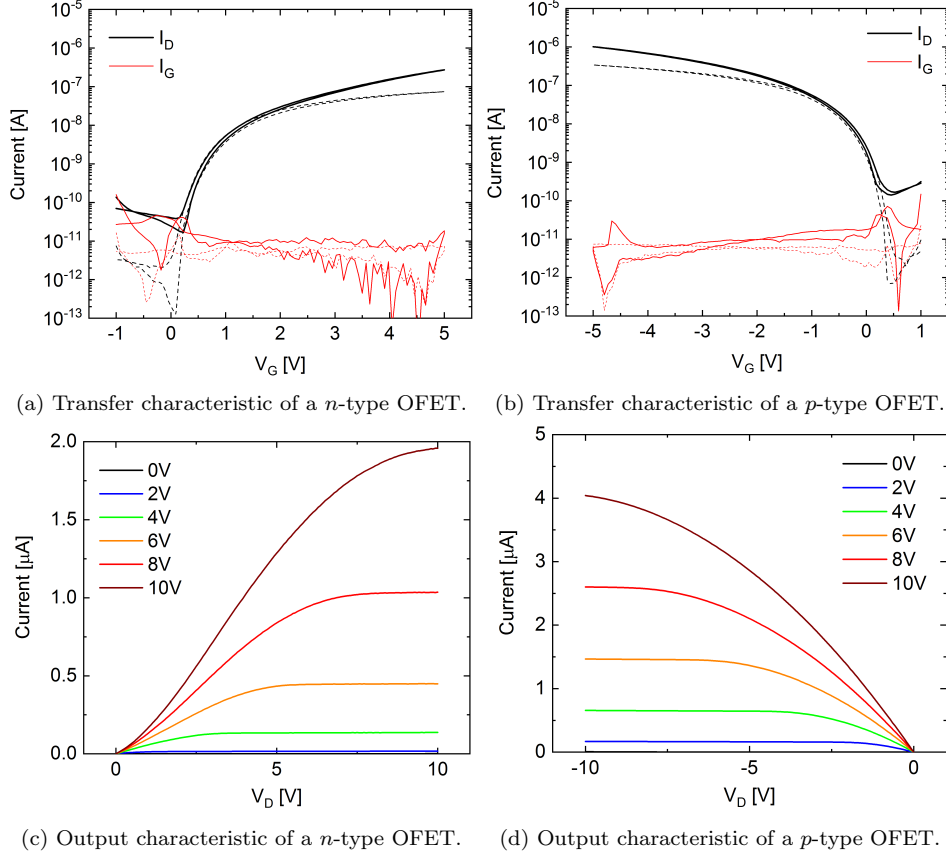 10⁻⁵
10⁻⁶
10⁻⁷
10⁻⁸
10⁻⁹
10⁻¹⁰
10⁻¹¹
10⁻¹²
10⁻¹³
Current [A]
I_D
I_G
-1 0 1 2 3 4 5
V_G [V]
(a) Transfer characteristic of a n-type OFET.
10⁻⁵
10⁻⁶
10⁻⁷
10⁻⁸
10⁻⁹
10⁻¹⁰
10⁻¹¹
10⁻¹²
10⁻¹³
Current [A]
I_D
I_G
-5 -4 -3 -2 -1 0 1
V_G [V]
(b) Transfer characteristic of a p-type OFET.
2.0
1.5
1.0
0.5
0.0
Current [μA]
0V
2V
4V
6V
8V
10V
0 5 10
V_D [V]
(c) Output characteristic of a n-type OFET.
5
4
3
2
1
0
Current [μA]
0V
2V
4V
6V
8V
10V
-10 -5 0
V_D [V]
(d) Output characteristic of a p-type OFET.